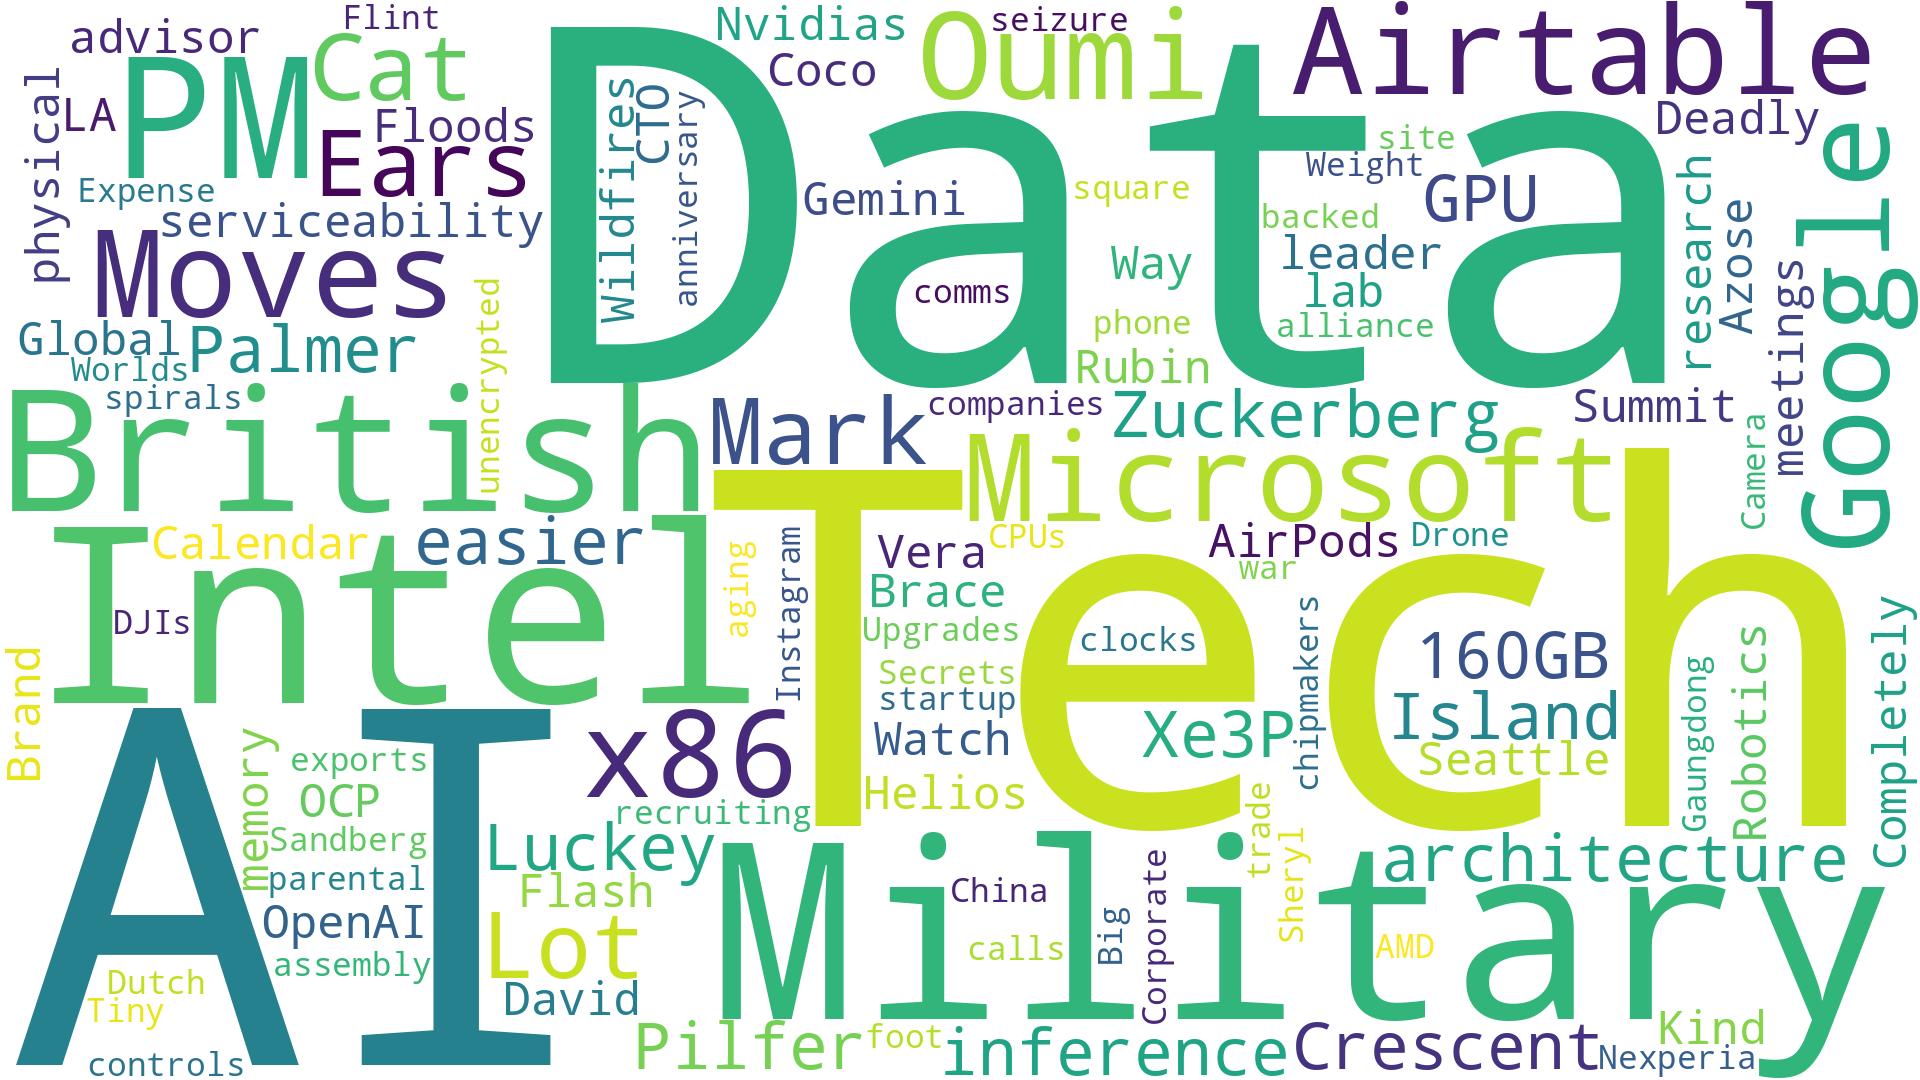 Flint
advisor
Cat
PM
LA
physical
Floods
Ears
Expense
serviceability
Moves
Global
Palmer
Worlds
spirals
unencrypted
Data
Wildfires
CTO
anniversary
Nvidias
seizure
Coco
Oumi
Airtable
Deadly
site
Weight
Gemini
square
GPU
backed
Way
leader
comms
lab
phone
alliance
Rubin
research
Azose
meetings
Google
British
Mark
companies
Zuckerberg
Summit
Camera
Microsoft
Intel
Calendar
easier
Tech
aging
Instagram
Vera
CPUs
AirPods
Drone
war
Brace
DJIs
Upgrades
clocks
chipmakers
160GB
Secrets
startup
Island
Brand
Watch
Xe3P
Seattle
Gaungdong
Robotics
Completely
AI
x86
Helios
memory
exports
OCP
recruiting
trade
Sandberg
Luckey
Military
architecture
parental
Flash
China
Corporate
Sheryl
OpenAI
Lot
Big
calls
AMD
assembly
Dutch
David
Tiny
Pilfer
foot
inference
Crescent
Kind
Nexperia
controls